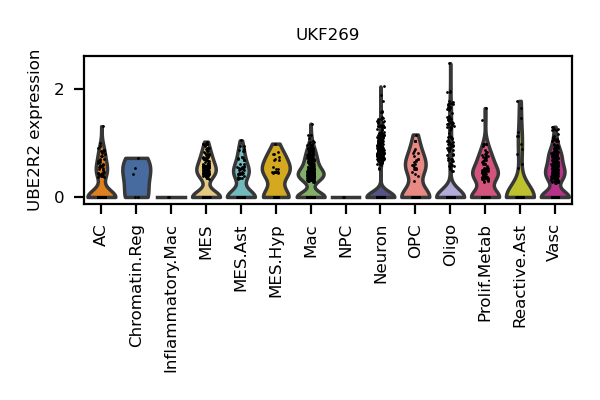 UKF269
UBE2R2 expression
2
0
AC
Chromatin.Reg
Inflammatory.Mac
MES
MES.Ast
MES.Hyp
Mac
NPC
Neuron
OPC
Oligo
Prolif.Metab
Reactive.Ast
Vasc